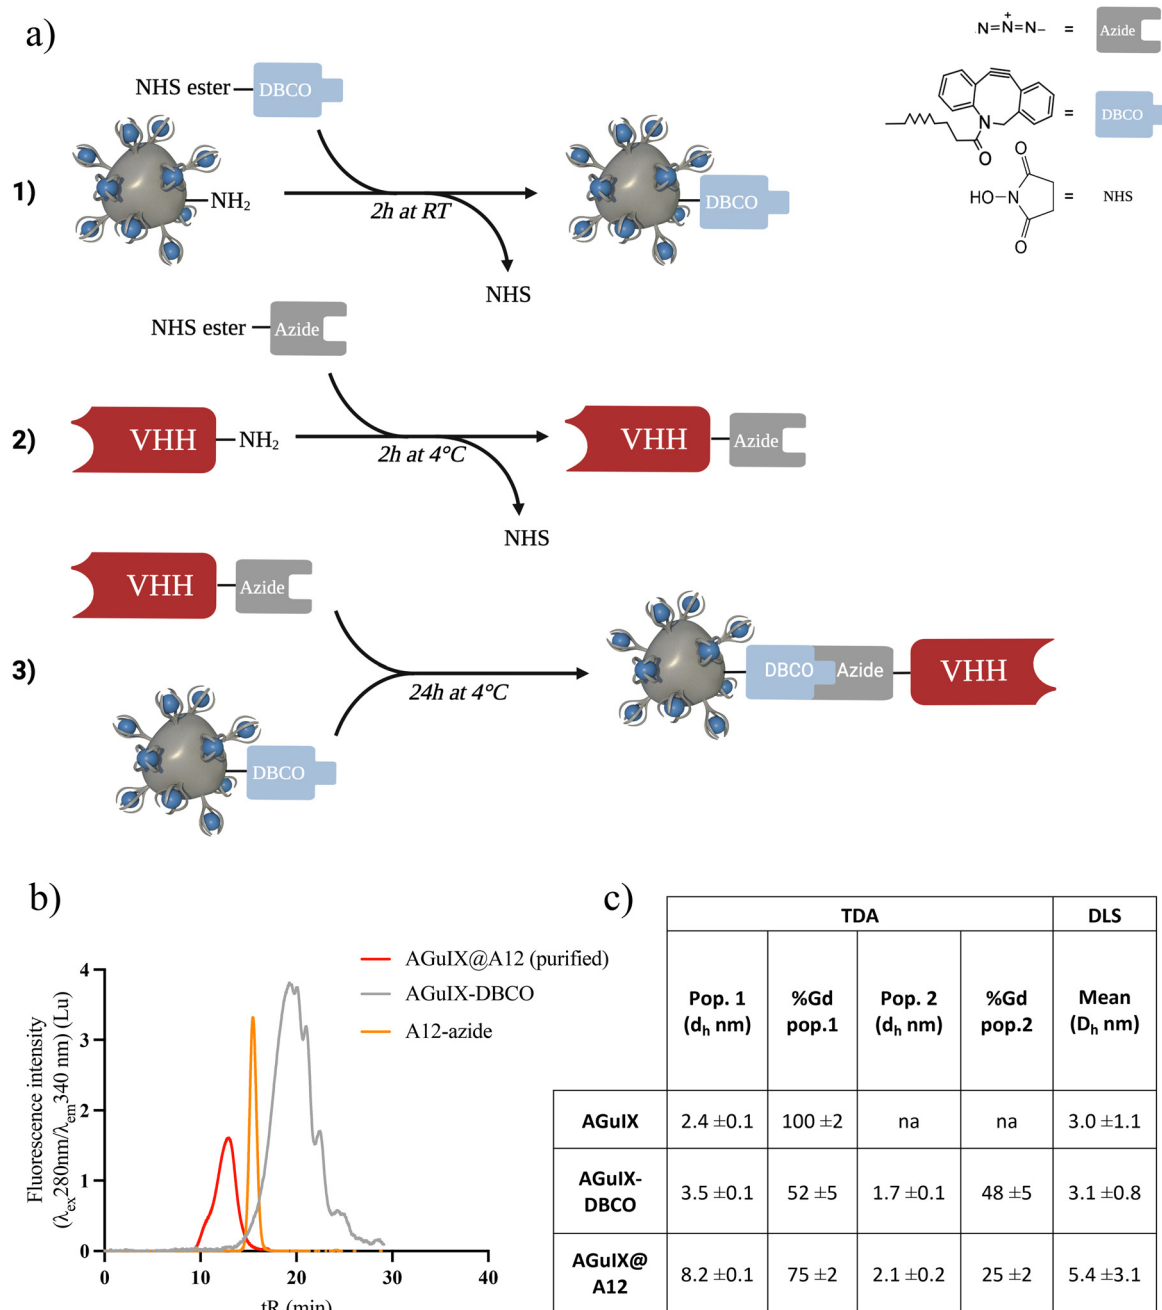 a)
.N=N=N–
+
=
Azide
NHS ester
DBCO
=
DBCO
N
O
1)
NH2
2h at RT
DBCO
O
HO
N
O
=
NHS
NHS
NHS ester
Azide
2)
VHH
NH2
2h at 4°C
VHH
Azide
NHS
VHH
Azide
3)
24h at 4°C
DBCO
Azide
VHH
DBCO
b)
Fluorescence intensity
(λex280nm/λem340 nm) (Lu)
4
3
2
1
0
0
10
20
30
40
tR (min)
AGuIX@A12 (purified)
AGuIX-DBCO
A12-azide
c)
TDA DLS
Pop. 1 (dh nm) %Gd pop.1 Pop. 2 (dh nm) %Gd pop.2 Mean (Dh nm)
AGuIX 2.4 ±0.1 100 ±2 na na 3.0 ±1.1
AGuIX-DBCO 3.5 ±0.1 52 ±5 1.7 ±0.1 48 ±5 3.1 ±0.8
AGuIX@A12 8.2 ±0.1 75 ±2 2.1 ±0.2 25 ±2 5.4 ±3.1